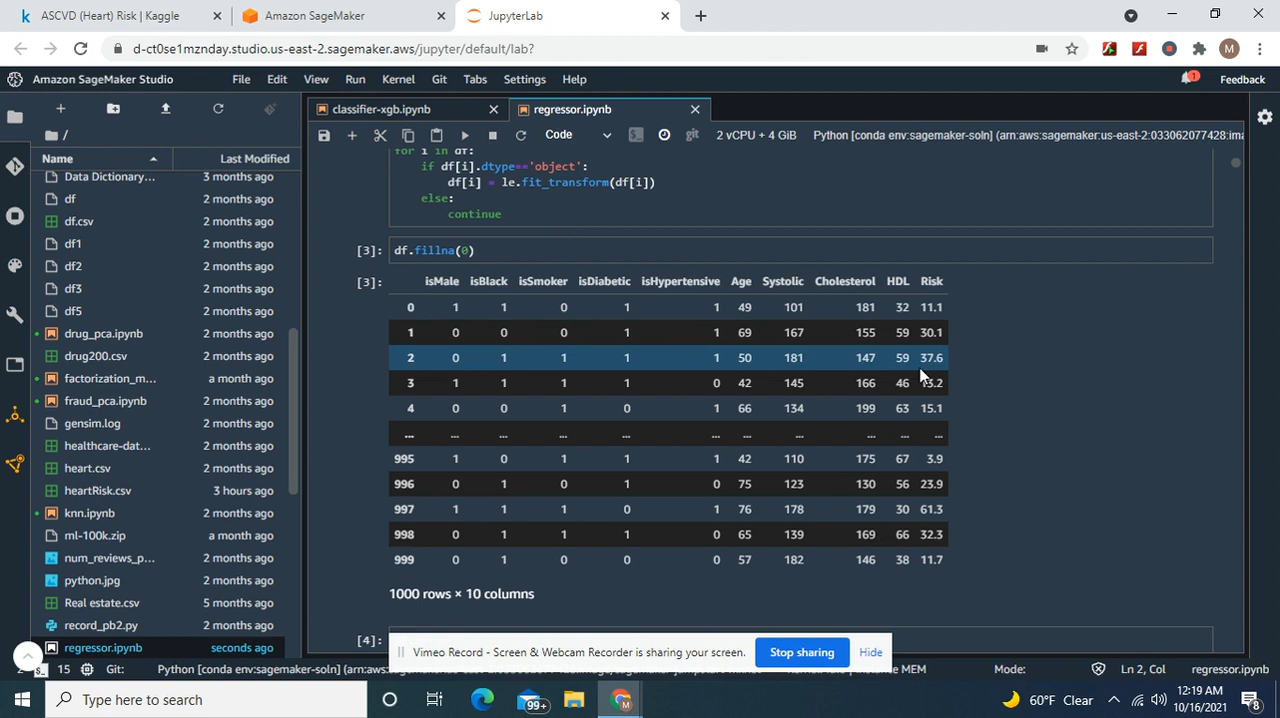 ASCVD (Heart) Risk | Kaggle
Amazon SageMaker
JupyterLab
d-ct0se1mznday.studio.us-east-2.sagemaker.aws/jupyter/default/lab?
M
Amazon SageMaker Studio File Edit View Run Kernel Git Tabs Settings Help 1 Feedback
classifier-xgb.ipynb regressor.ipynb
Code git 2 vCPU + 4 GiB Python [conda env:sagemaker-soln] (arn:aws:sagemaker:us-east-2:033062077428:ima
/
Name Last Modified
Data Dictionary... 3 months ago
df 2 months ago
df.csv 2 months ago
df1 2 months ago
df2 2 months ago
df3 2 months ago
df5 2 months ago
drug_pca.ipynb 2 months ago
drug200.csv 2 months ago
factorization_m... a month ago
fraud_pca.ipynb 2 months ago
gensim.log 2 months ago
healthcare-dat... 2 months ago
heart.csv 2 months ago
heartRisk.csv 3 hours ago
knn.ipynb 2 months ago
ml-100k.zip a month ago
num_reviews_p... 2 months ago
python.jpg 2 months ago
Real estate.csv 5 months ago
record_pb2.py 2 months ago
regressor.ipynb seconds ago
for i in df:
if df[i].dtype=='object':
df[i] = le.fit_transform(df[i])
else:
continue
[3]: df.fillna(0)
[3]: isMale isBlack isSmoker isDiabetic isHypertensive Age Systolic Cholesterol HDL Risk
0 1 1 0 1 1 49 101 181 32 11.1
1 0 0 0 1 1 69 167 155 59 30.1
2 0 1 1 1 1 50 181 147 59 37.6
3 1 1 1 1 0 42 145 166 46 13.2
4 0 0 1 0 1 66 134 199 63 15.1
... ... ... ... ... ... ... ... ... ... ...
995 1 0 1 1 1 42 110 175 67 3.9
996 0 0 0 1 0 75 123 130 56 23.9
997 1 1 1 0 1 76 178 179 30 61.3
998 0 1 1 1 0 65 139 169 66 32.3
999 0 1 0 0 0 57 182 146 38 11.7
1000 rows × 10 columns
[4]:
Vimeo Record - Screen & Webcam Recorder is sharing your screen. Stop sharing Hide
15 Git: Python [conda env:sagemaker-soln] MEM Mode: Ln 2, Col regressor.ipynb
Type here to search
99+
M
60°F Clear
12:19 AM
10/16/2021
8